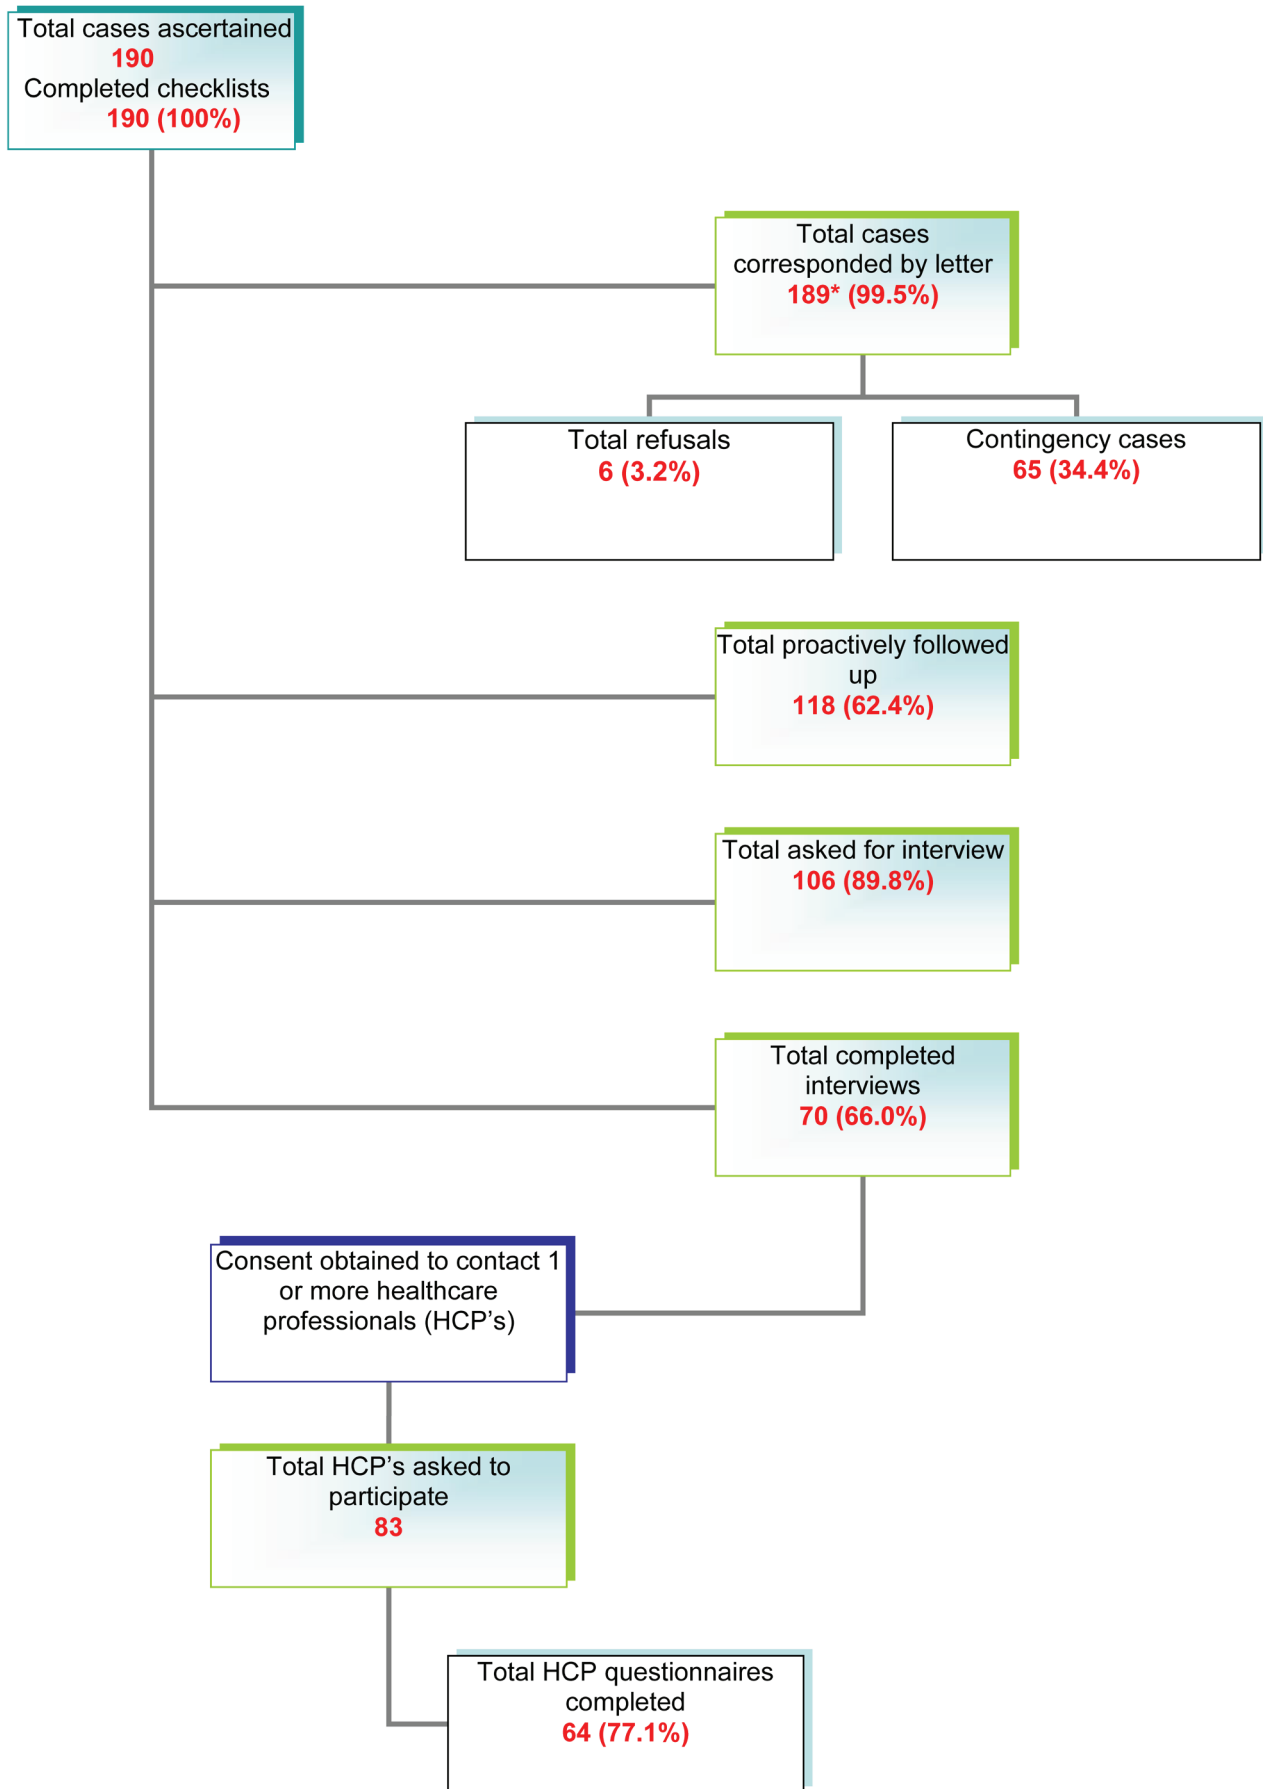 Total cases ascertained
190
Completed checklists
190 (100%)
Total cases
corresponded by letter
189* (99.5%)
Total refusals
6 (3.2%)
Contingency cases
65 (34.4%)
Total proactively followed
up
118 (62.4%)
Total asked for interview
106 (89.8%)
Total completed
interviews
70 (66.0%)
Consent obtained to contact 1
or more healthcare
professionals (HCP’s)
Total HCP’s asked to
participate
83
Total HCP questionnaires
completed
64 (77.1%)